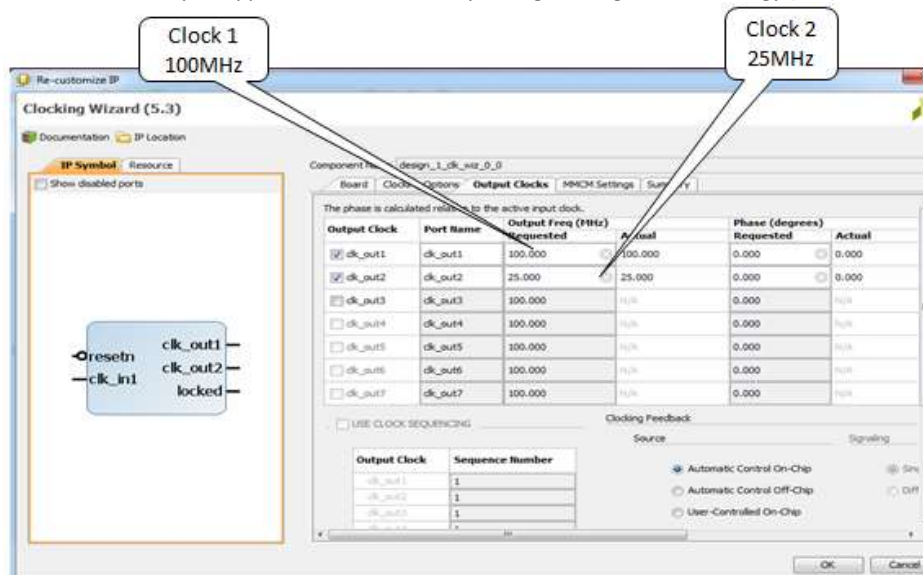 Clock 1
100MHz
Clock 2
25MHz
Re-customize IP
Clocking Wizard (5.3)
Documentation IP Location
IP Symbol Resource
Show disabled ports
resetn
clk_in1
clk_out1
clk_out2
locked
design_1_clk_wiz_0_0
Board Options Output Clocks MMCM Settings Summary
The phase is calculated to the active input clock.
Output Clock Port Name Output Freq (MHz) Phase (degrees)
Requested Actual Requested Actual
clk_out1 clk_out1 100.000 100.000 0.000 0.000
clk_out2 clk_out2 25.000 25.000 0.000 0.000
clk_out3 clk_out3 100.000 N/A 0.000 N/A
clk_out4 clk_out4 100.000 N/A 0.000 N/A
clk_out5 clk_out5 100.000 N/A 0.000 N/A
clk_out6 clk_out6 100.000 N/A 0.000 N/A
clk_out7 clk_out7 100.000 N/A 0.000 N/A
USE CLOCK SEQUENCING
Clocking Feedback
Source Signaling
Output Clock Sequence Number
clk_out1 1
clk_out2 1
clk_out3 1
Automatic Control On-Chip
Automatic Control Off-Chip
User-Controlled On-Chip
OK Cancel